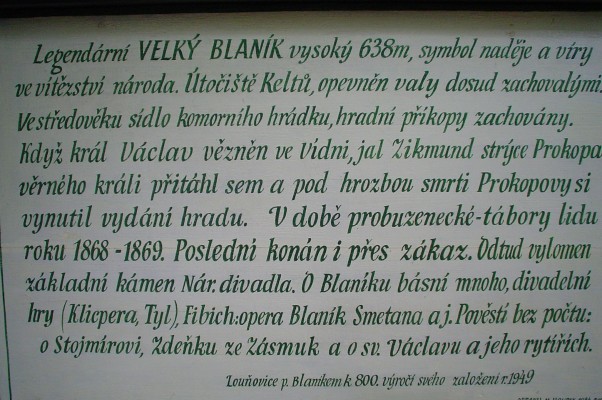 Legendární VELKÝ BLANÍK vysoký 638m, symbol naděje a víry
ve vítězství národa. Útočiště Keltů, opevněn valy dosud zachovalými.
Ve středověku sídlo komorního hrádku, hradní příkopy zachovány.
Když král Václav vězněn ve Vídni, jal Zikmund strýce Prokopa
věrného králi přitáhl sem a pod hrozbou smrti Prokopovy si
vynutil vydání hradu. V době probuzenecké-tábory lidu
roku 1868-1869. Poslední konán i přes zákaz. Odtud vylomen
základní kámen Nár. divadla. O Blaníku básní mnoho, divadelní
hry (Klicpera, Tyl), Fibich: opera Blaník Smetana a j. Pověstí bez počtu:
o Stojmírovi, Zdeňku ze Zásmuk a o sv. Václavu a jeho rytířích.
Louňovice p. Blaníkem k 800. výročí svého založení r. 1949